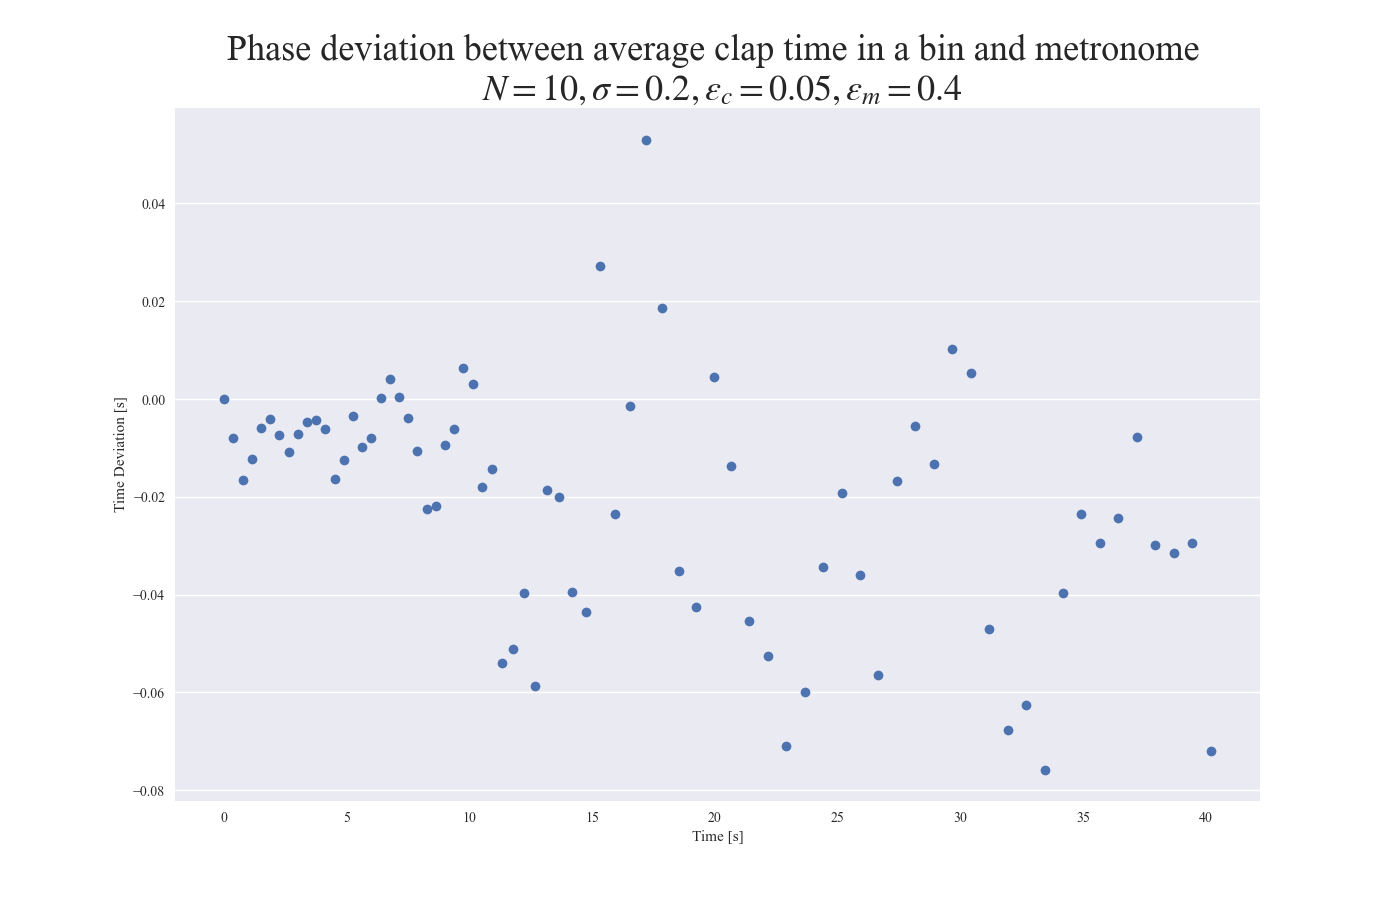 Phase deviation between average clap time in a bin and metronome
N = 10, σ = 0.2, ε_c = 0.05, ε_m = 0.4
0.04
0.02
0.00
−0.02
−0.04
−0.06
−0.08
Time Deviation [s]
0 5 10 15 20 25 30 35 40
Time [s]